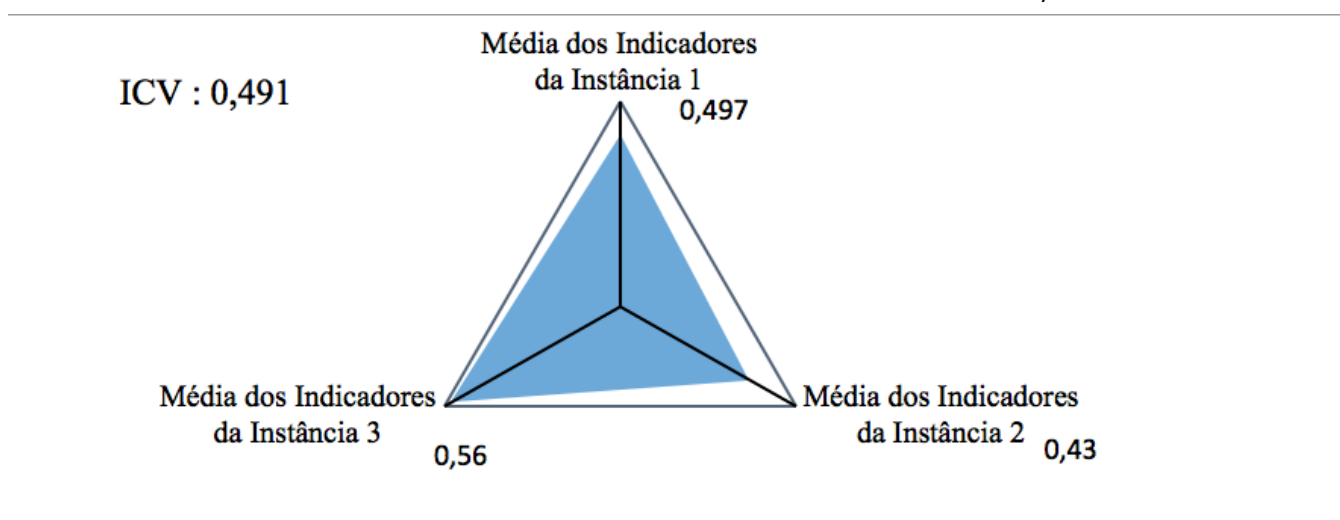 Média dos Indicadores
da Instância 1
ICV : 0,491
0,497
Média dos Indicadores
da Instância 3
0,56
Média dos Indicadores
da Instância 2
0,43